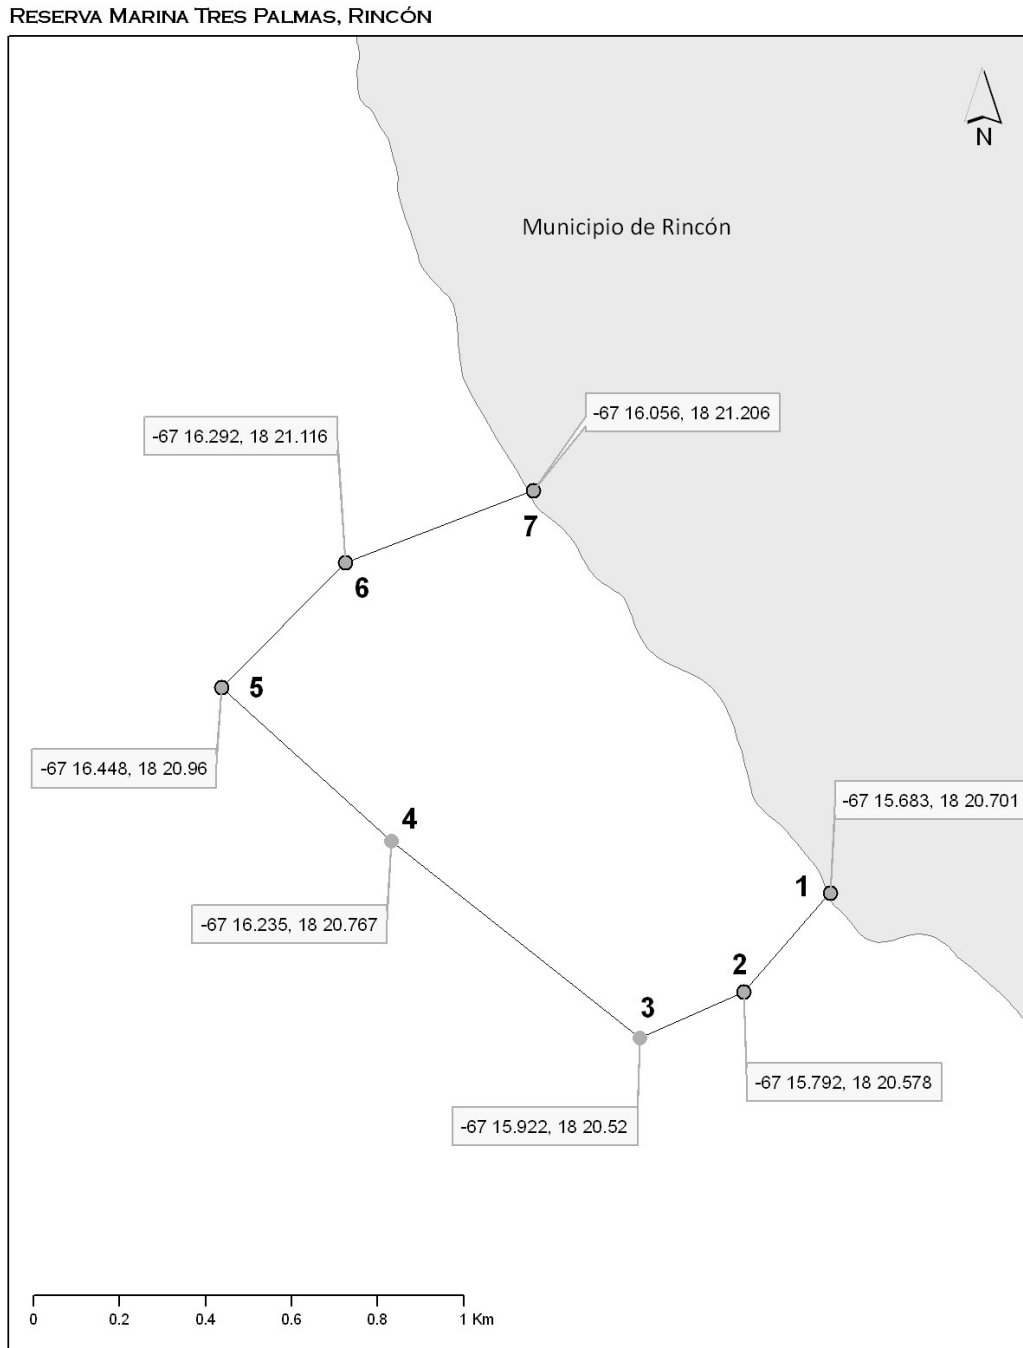 RESERVA MARINA TRES PALMAS, RINCÓN
N
Municipio de Rincón
-67 16.056, 18 21.206
-67 16.292, 18 21.116
7
6
5
-67 16.448, 18 20.96
-67 15.683, 18 20.701
4
1
-67 16.235, 18 20.767
2
3
-67 15.792, 18 20.578
-67 15.922, 18 20.52
0 0.2 0.4 0.6 0.8 1 Km